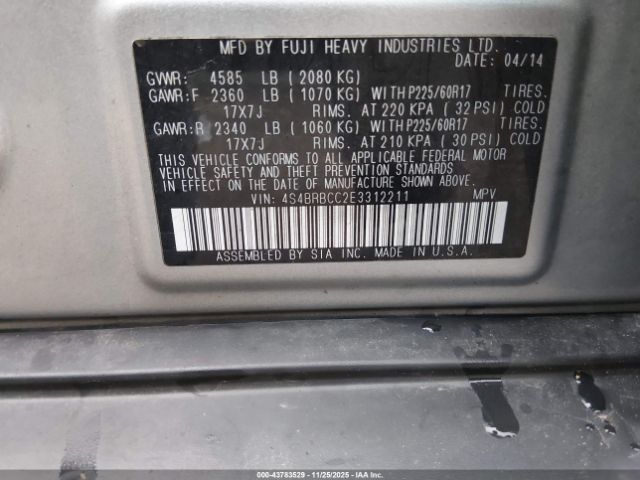 MFD BY FUJI HEAVY INDUSTRIES LTD.
DATE: 04/14
GVWR: 4585 LB (2080 KG)
GAWR:F 2360 LB (1070 KG) WITH P225/60R17 TIRES.
17X7J RIMS. AT 220 KPA (32 PSI) COLD
GAWR:R 2340 LB (1060 KG) WITH P225/60R17 TIRES.
17X7J RIMS. AT 210 KPA (30 PSI) COLD
THIS VEHICLE CONFORMS TO ALL APPLICABLE FEDERAL MOTOR
VEHICLE SAFETY AND THEFT PREVENTION STANDARDS
IN EFFECT ON THE DATE OF MANUFACTURE SHOWN ABOVE.
VIN: 4S4BRBCC2E3312211 MPV
ASSEMBLED BY SIA INC. MADE IN U.S.A.
000-43783529 - 11/25/2025 - IAAI.COM